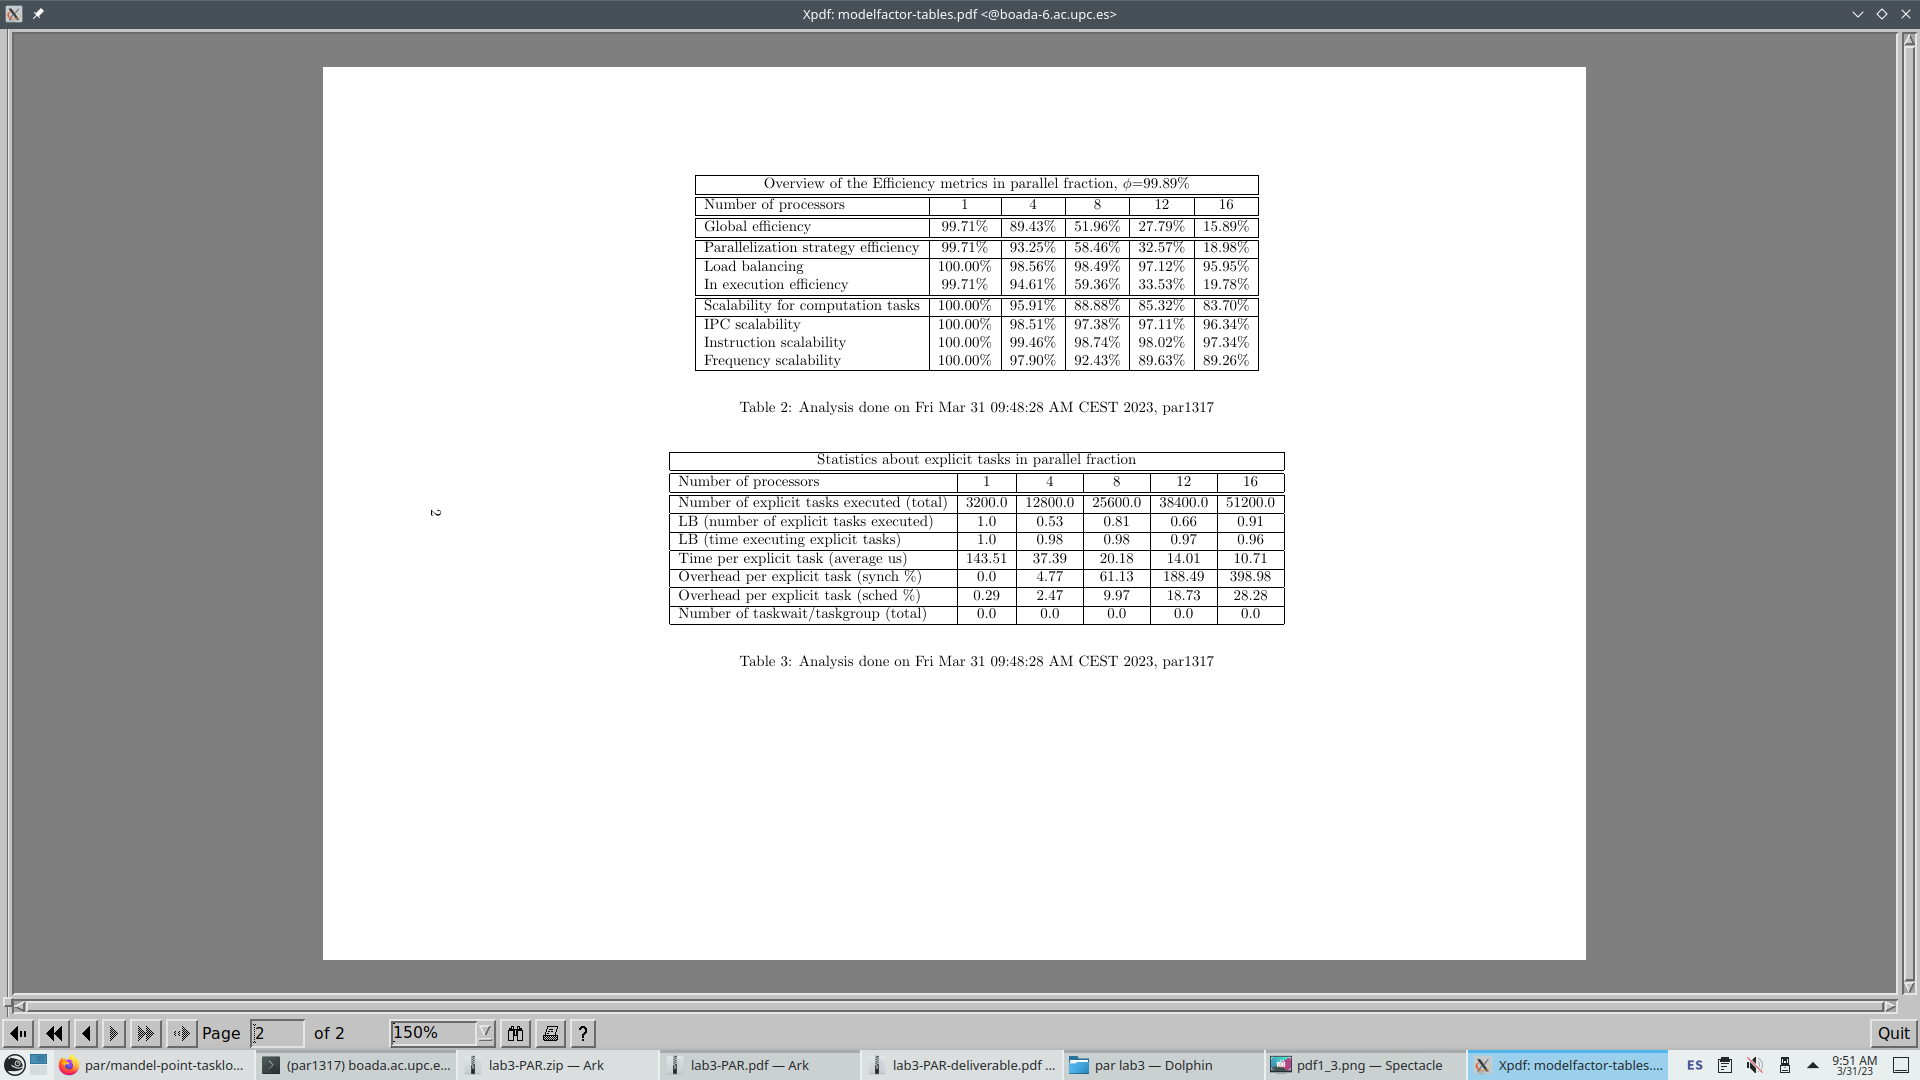 Xpdf: modelfactor-tables.pdf <@boada-6.ac.upc.es>
Overview of the Efficiency metrics in parallel fraction, ϕ=99.89%
Number of processors 1 4 8 12 16
Global efficiency 99.71% 89.43% 51.96% 27.79% 15.89%
Parallelization strategy efficiency 99.71% 93.25% 58.46% 32.57% 18.98%
Load balancing 100.00% 98.56% 98.49% 97.12% 95.95%
In execution efficiency 99.71% 94.61% 59.36% 33.53% 19.78%
Scalability for computation tasks 100.00% 95.91% 88.88% 85.32% 83.70%
IPC scalability 100.00% 98.51% 97.38% 97.11% 96.34%
Instruction scalability 100.00% 99.46% 98.74% 98.02% 97.34%
Frequency scalability 100.00% 97.90% 92.43% 89.63% 89.26%
Table 2: Analysis done on Fri Mar 31 09:48:28 AM CEST 2023, par1317
Statistics about explicit tasks in parallel fraction
Number of processors 1 4 8 12 16
Number of explicit tasks executed (total) 3200.0 12800.0 25600.0 38400.0 51200.0
LB (number of explicit tasks executed) 1.0 0.53 0.81 0.66 0.91
LB (time executing explicit tasks) 1.0 0.98 0.98 0.97 0.96
Time per explicit task (average us) 143.51 37.39 20.18 14.01 10.71
Overhead per explicit task (synch %) 0.0 4.77 61.13 188.49 398.98
Overhead per explicit task (sched %) 0.29 2.47 9.97 18.73 28.28
Number of taskwait/taskgroup (total) 0.0 0.0 0.0 0.0 0.0
Table 3: Analysis done on Fri Mar 31 09:48:28 AM CEST 2023, par1317
2
Page 2 of 2 150% ? Quit
par/mandel-point-tasklo... (par1317) boada.ac.upc.e... lab3-PAR.zip — Ark lab3-PAR.pdf — Ark lab3-PAR-deliverable.pdf ... par lab3 — Dolphin pdf1_3.png — Spectacle Xpdf: modelfactor-tables.... ES 9:51 AM
3/31/23